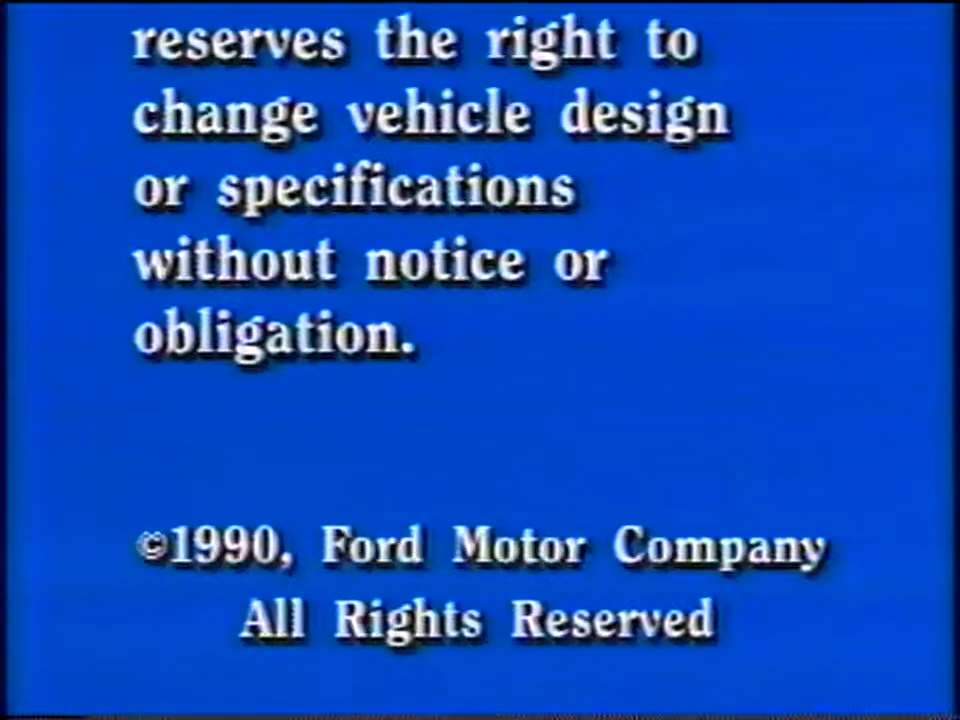 reserves the right to
change vehicle design
or specifications
without notice or
obligation.
©1990, Ford Motor Company
All Rights Reserved